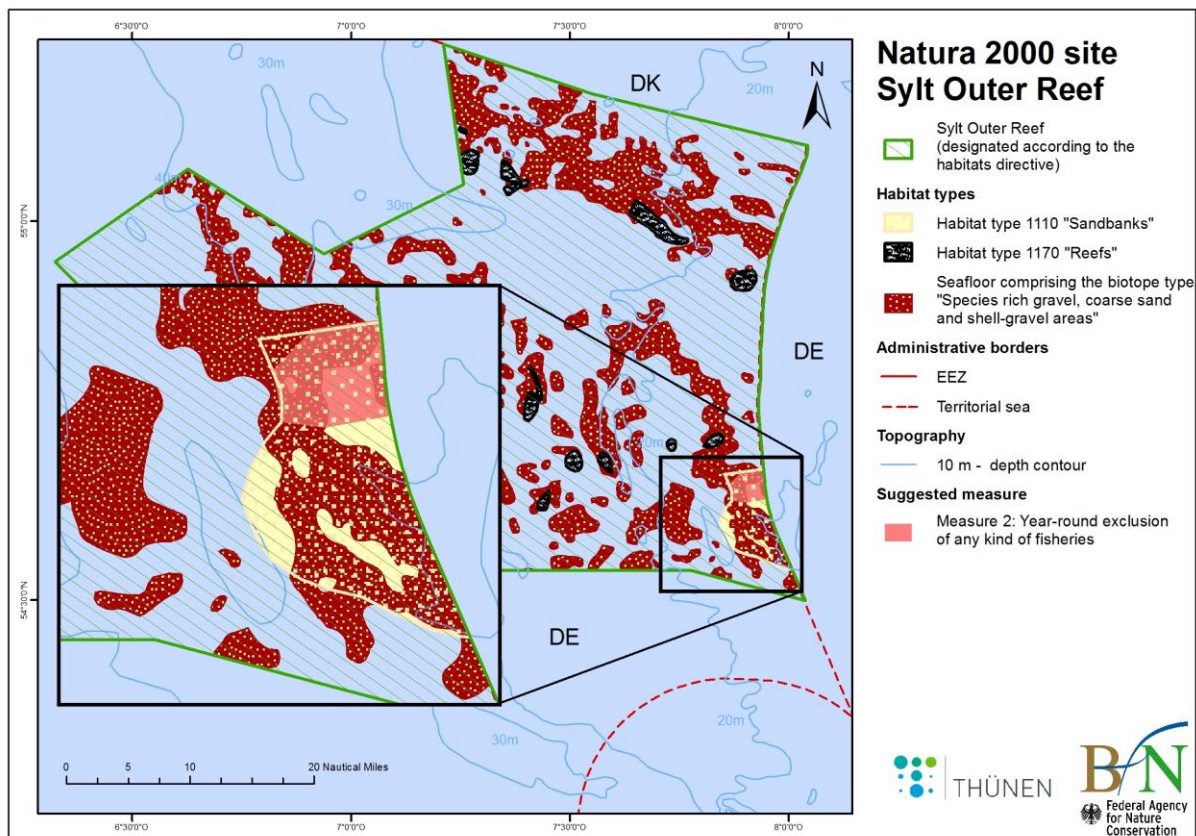 6°30'0"O
7°0'0"O
7°30'0"O
8°0'0"O
30m
20m
DK
N
40m
30m
55°0'0"N
DE
20m
54°30'0"N
DE
20m
30m
0 5 10 20 Nautical Miles
6°30'0"O
7°0'0"O
7°30'0"O
8°0'0"O
Natura 2000 site
Sylt Outer Reef
Sylt Outer Reef
(designated according to the
habitats directive)
Habitat types
Habitat type 1110 "Sandbanks"
Habitat type 1170 "Reefs"
Seafloor comprising the biotope type
"Species rich gravel, coarse sand
and shell-gravel areas"
Administrative borders
EEZ
Territorial sea
Topography
10 m - depth contour
Suggested measure
Measure 2: Year-round exclusion
of any kind of fisheries
THÜNEN
BfN
Federal Agency
for Nature
Conservation